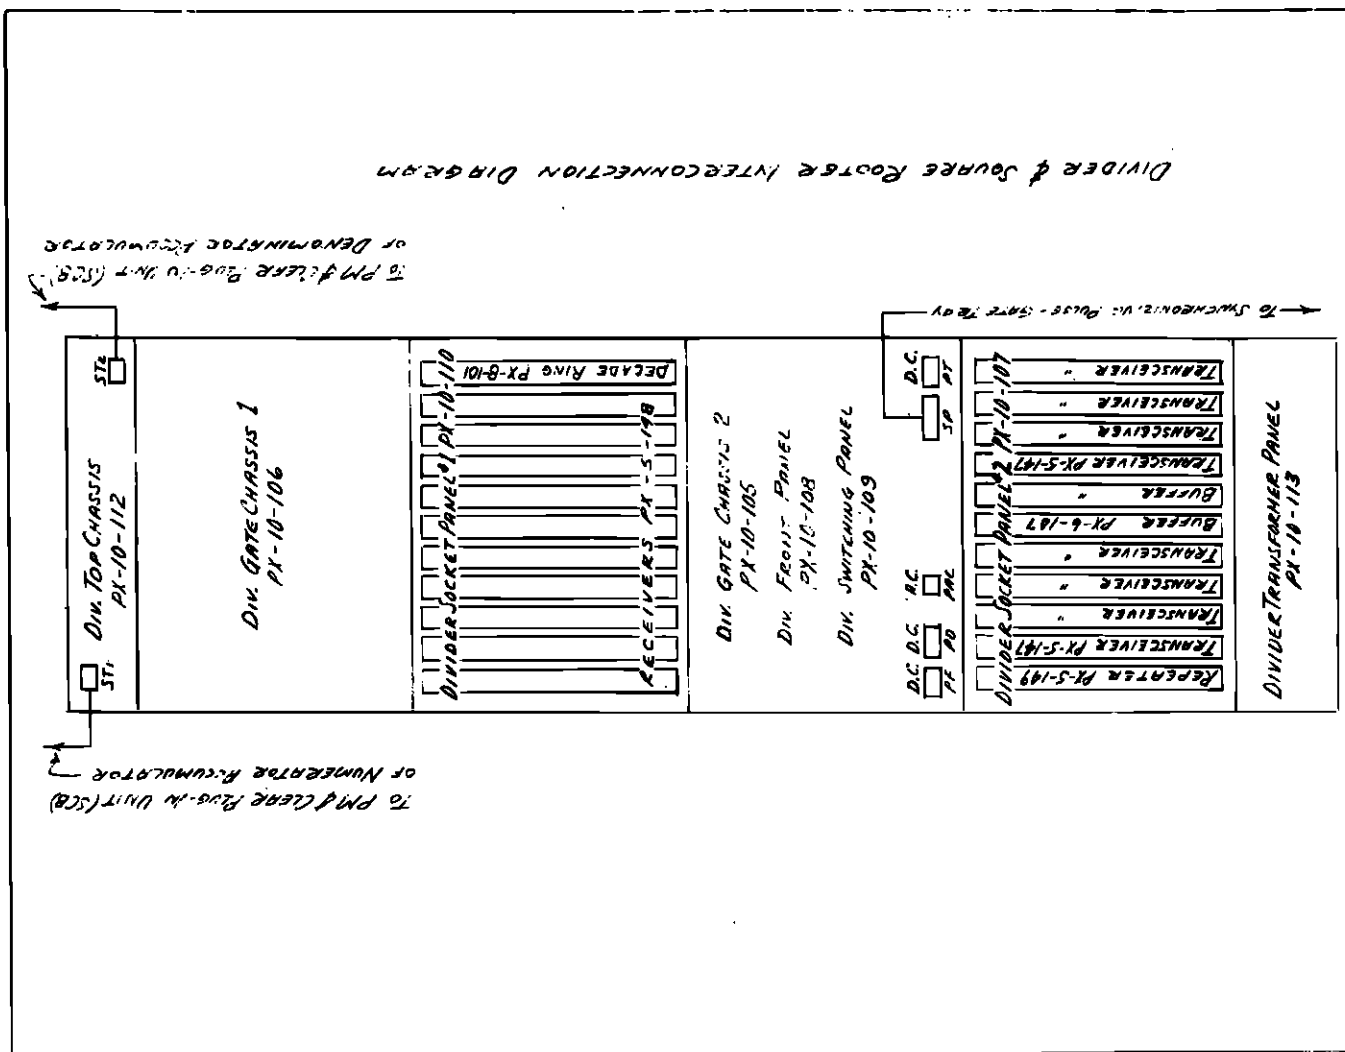 DIVIDER & SQUARE ROOTER INTERCONNECTION DIAGRAM
TO PM & CLEAR PLUG-IN UNIT (SCB)
OF DENOMINATOR ACCUMULATOR
TO SYNCHRONIZING PULSE-GATE TRAY
ST2
DIV. TOP CHASSIS
PX-10-112
ST1
DIV. GATE CHASSIS 1
PX-10-106
DIVIDER SOCKET PANEL #1 PX-10-110
DECADE RING PX-8-101
RECEIVERS PX-5-148
DIV. GATE CHASSIS 2
PX-10-105
DIV. FRONT PANEL
PX-10-108
DIV. SWITCHING PANEL
PX-10-109
D.C.
PT
SP
A.C.
PAC
D.C.
PD
D.C.
PF
DIVIDER SOCKET PANEL #2 PX-10-107
TRANSCEIVER "
TRANSCEIVER "
TRANSCEIVER "
TRANSCEIVER PX-5-147
BUFFER "
BUFFER PX-6-187
TRANSCEIVER "
TRANSCEIVER "
TRANSCEIVER "
TRANSCEIVER PX-5-147
REPEATER PX-5-149
DIVIDER TRANSFORMER PANEL
PX-10-113
TO PM & CLEAR PLUG-IN UNIT (SCB)
OF NUMERATOR ACCUMULATOR